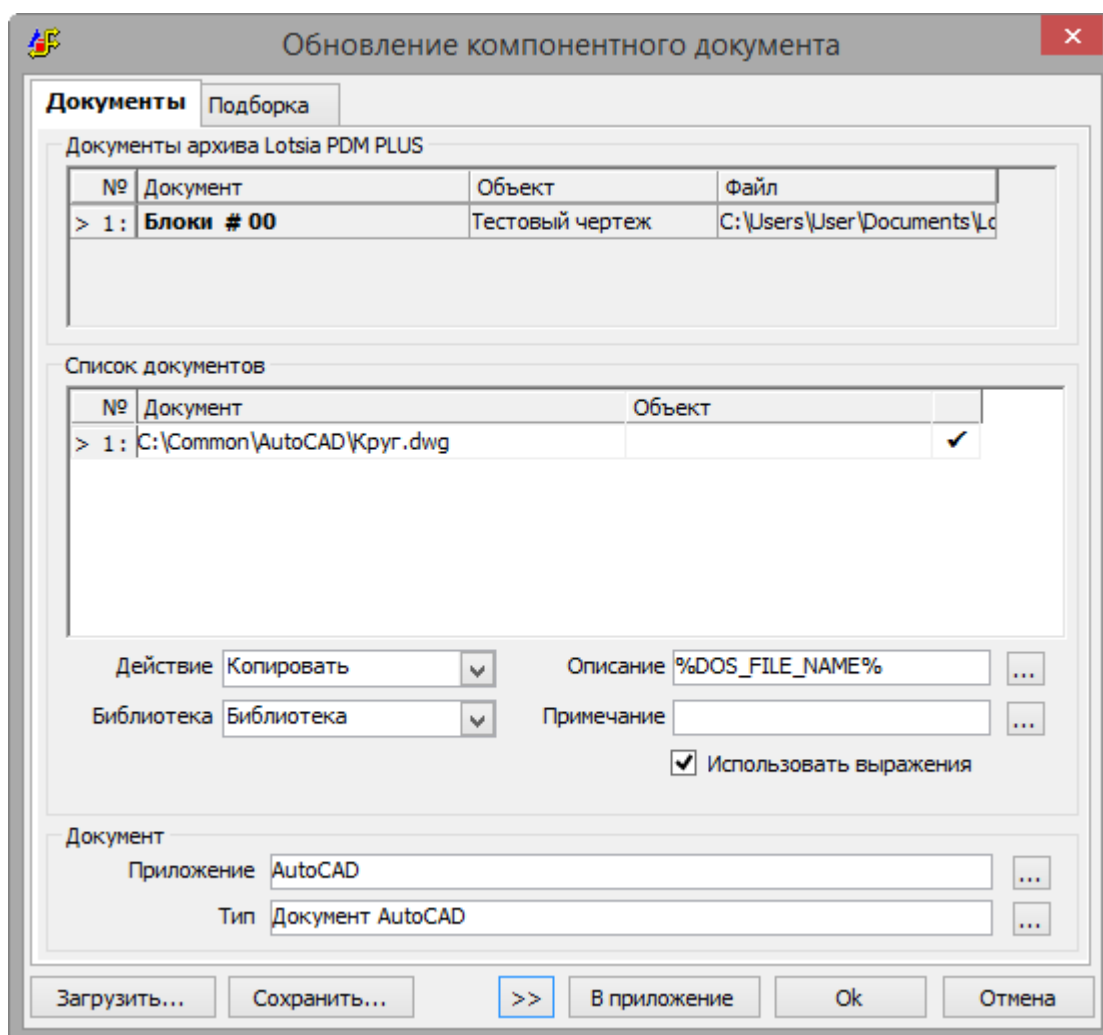 Обновление компонентного документа
Документы Подборка
Документы архива Lotsia PDM PLUS
№ Документ Объект Файл
> 1: Блоки # 00 Тестовый чертеж C:\Users\User\Documents\Lo
Список документов
№ Документ Объект
> 1: C:\Common\AutoCAD\Круг.dwg ✔
Действие Копировать Описание %DOS_FILE_NAME% ...
Библиотека Библиотека Примечание ...
Использовать выражения
Документ
Приложение AutoCAD ...
Тип Документ AutoCAD ...
Загрузить... Сохранить... >> В приложение Ok Отмена